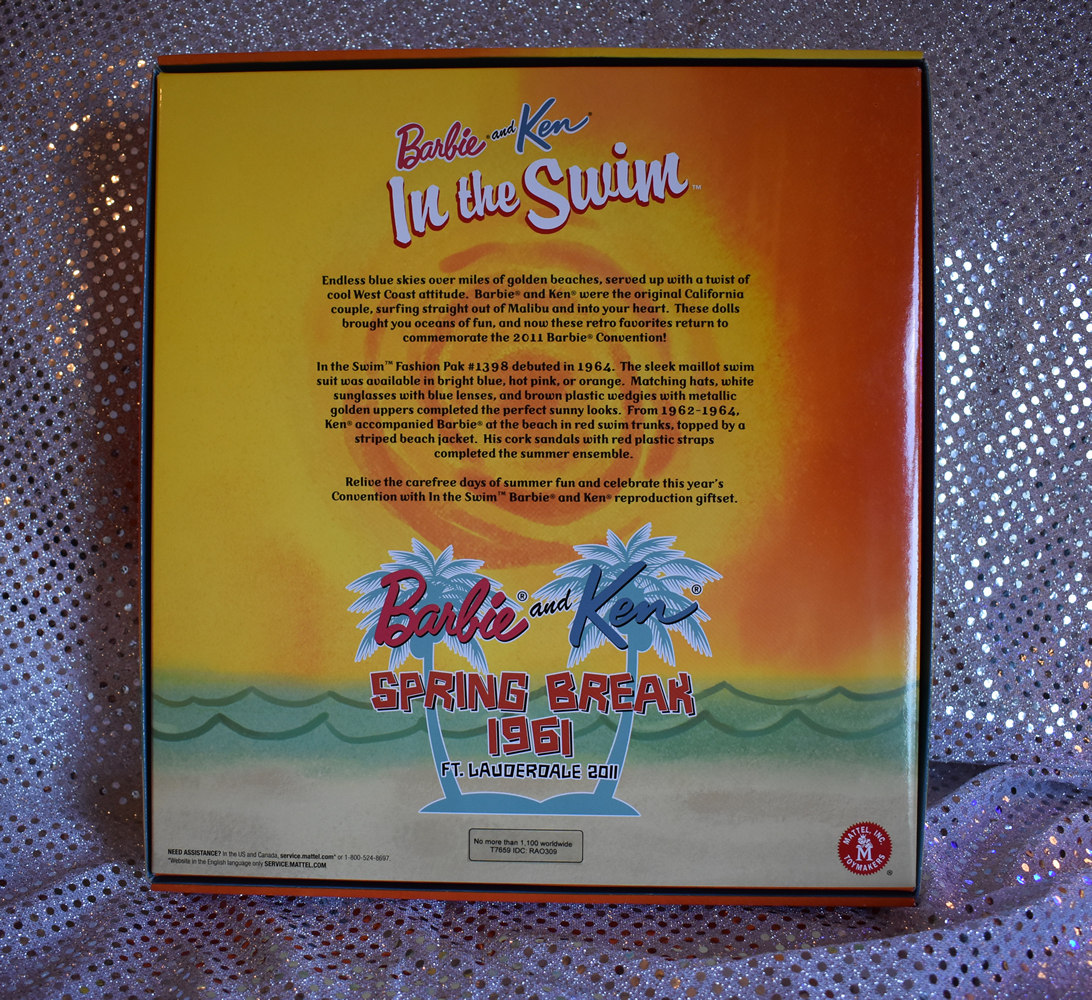 Barbie® and Ken®
In the Swim™
Endless blue skies over miles of golden beaches, served up with a twist of
cool West Coast attitude. Barbie® and Ken® were the original California
couple, surfing straight out of Malibu and into your heart. These dolls
brought you oceans of fun, and now these retro favorites return to
commemorate the 2011 Barbie® Convention!
In the Swim™ Fashion Pak #1398 debuted in 1964. The sleek maillot swim
suit was available in bright blue, hot pink, or orange. Matching hats, white
sunglasses with blue lenses, and brown plastic wedgies with metallic
golden uppers completed the perfect sunny looks. From 1962-1964,
Ken® accompanied Barbie® at the beach in red swim trunks, topped by a
striped beach jacket. His cork sandals with red plastic straps
completed the summer ensemble.
Relive the carefree days of summer fun and celebrate this year's
Convention with In the Swim™ Barbie® and Ken® reproduction giftset.
Barbie® and Ken®
SPRING BREAK
1961
FT. LAUDERDALE 2011
No more than 1,100 worldwide
T7659 IDC: RAO309
NEED ASSISTANCE? In the US and Canada, service.mattel.com* or 1-800-524-8697.
*Website in the English language only SERVICE.MATTEL.COM
MATTEL, INC.
M
TOYMAKERS
®